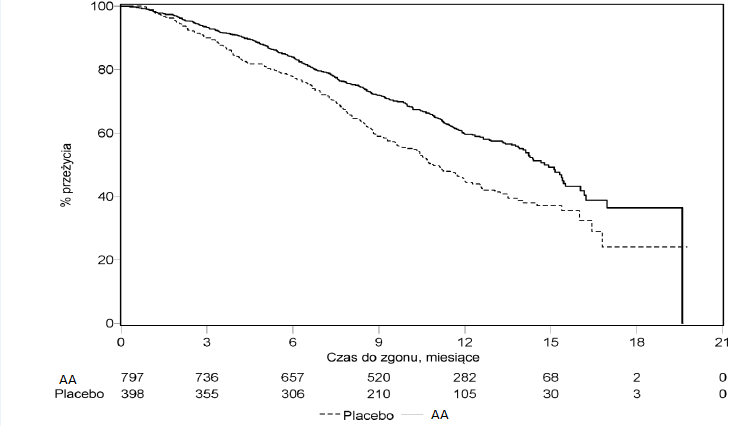 100
80
60
40
20
0
% przeżycia
0 3 6 9 12 15 18 21
Czas do zgonu, miesiące
AA 797 736 657 520 282 68 2 0
Placebo 398 355 306 210 105 30 3 0
Placebo AA